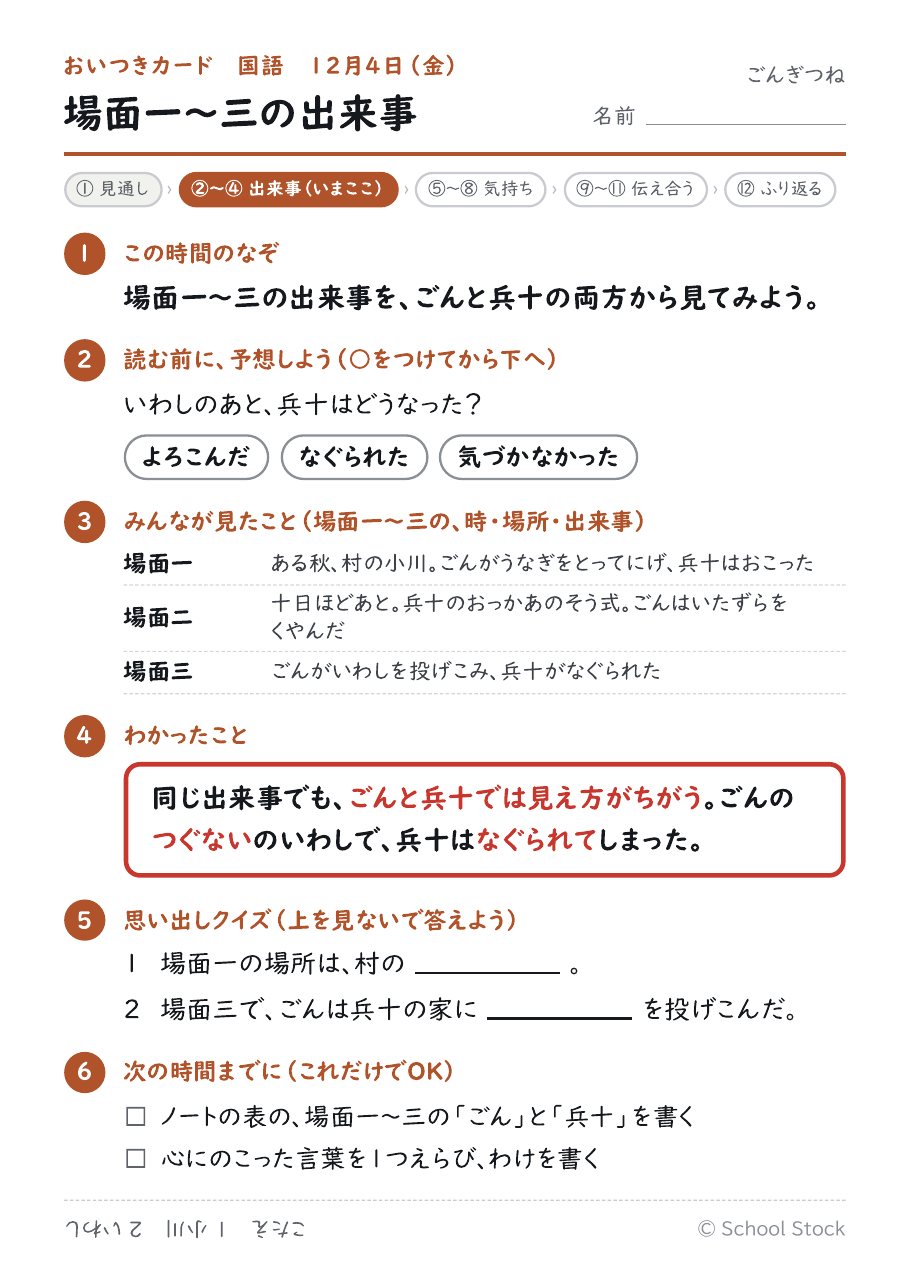 おいつきカード　国語　12月4日（金）
ごんぎつね
場面一〜三の出来事
名前
① 見通し › ②〜④ 出来事（いまここ） › ⑤〜⑧ 気持ち › ⑨〜⑪ 伝え合う › ⑫ ふり返る
1 この時間のなぞ
場面一〜三の出来事を、ごんと兵十の両方から見てみよう。
2 読む前に、予想しよう（○をつけてから下へ）
いわしのあと、兵十はどうなった？
よろこんだ　なぐられた　気づかなかった
3 みんなが見たこと（場面一〜三の、時・場所・出来事）
場面一　ある秋、村の小川。ごんがうなぎをとってにげ、兵十はおこった
場面二　十日ほどあと。兵十のおっかあのそう式。ごんはいたずらを
くやんだ
場面三　ごんがいわしを投げこみ、兵十がなぐられた
4 わかったこと
同じ出来事でも、ごんと兵十では見え方がちがう。ごんの
つぐないのいわしで、兵十はなぐられてしまった。
5 思い出しクイズ（上を見ないで答えよう）
1　場面一の場所は、村の　。
2　場面三で、ごんは兵十の家に　を投げこんだ。
6 次の時間までに（これだけでOK）
□ ノートの表の、場面一〜三の「ごん」と「兵十」を書く
□ 心にのこった言葉を1つえらび、わけを書く
こたえ　1 小川　2 いわし
© School Stock